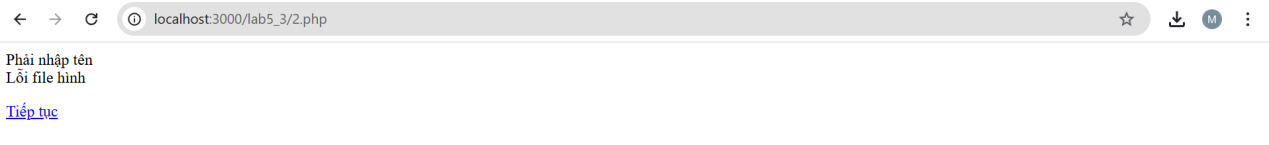 localhost:3000/lab5_3/2.php
M
Phải nhập tên
Lỗi file hình
Tiếp tục